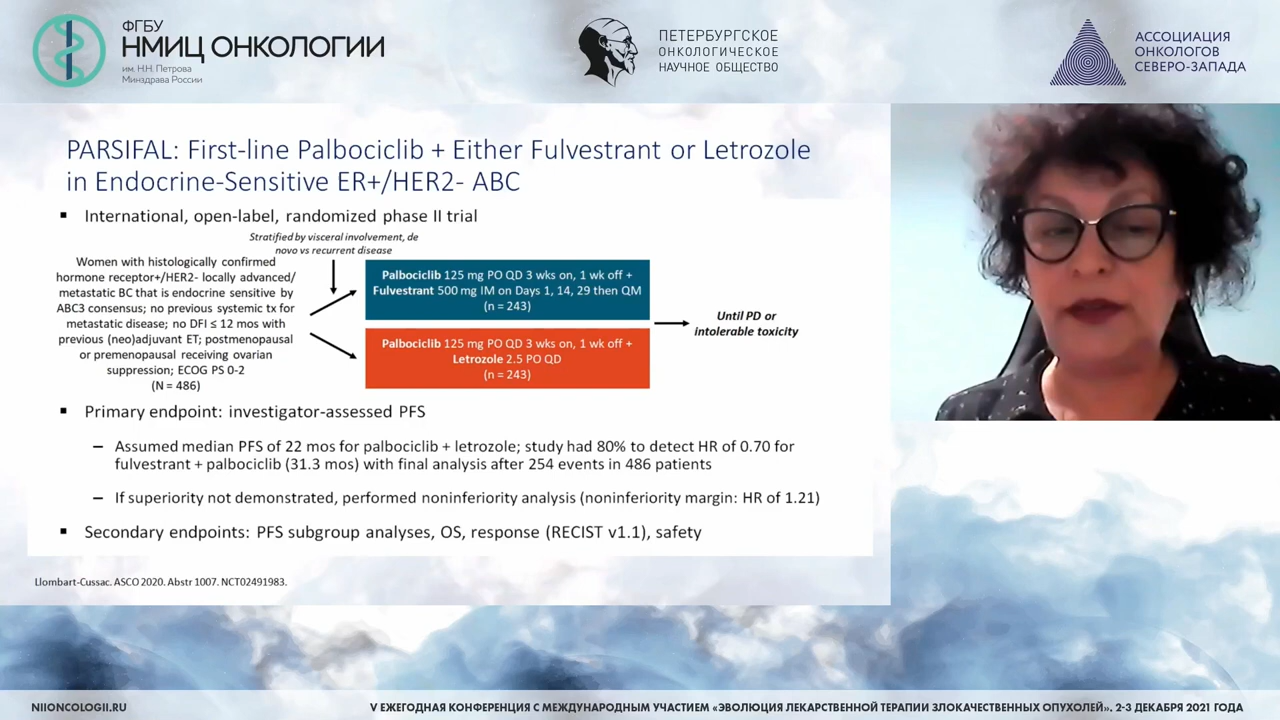 ФГБУ
НМИЦ ОНКОЛОГИИ
им. Н.Н. Петрова
Минздрава России
ПЕТЕРБУРГСКОЕ
ОНКОЛОГИЧЕСКОЕ
НАУЧНОЕ ОБЩЕСТВО
АССОЦИАЦИЯ
ОНКОЛОГОВ
СЕВЕРО-ЗАПАДА
PARSIFAL: First-line Palbociclib + Either Fulvestrant or Letrozole
in Endocrine-Sensitive ER+/HER2- ABC
▪ International, open-label, randomized phase II trial
Stratified by visceral involvement, de
novo vs recurrent disease
Women with histologically confirmed
hormone receptor+/HER2- locally advanced/
metastatic BC that is endocrine sensitive by
ABC3 consensus; no previous systemic tx for
metastatic disease; no DFI ≤ 12 mos with
previous (neo)adjuvant ET; postmenopausal
or premenopausal receiving ovarian
suppression; ECOG PS 0-2
(N = 486)
Palbociclib 125 mg PO QD 3 wks on, 1 wk off +
Fulvestrant 500 mg IM on Days 1, 14, 29 then QM
(n = 243)
Palbociclib 125 mg PO QD 3 wks on, 1 wk off +
Letrozole 2.5 PO QD
(n = 243)
Until PD or
intolerable toxicity
▪ Primary endpoint: investigator-assessed PFS
– Assumed median PFS of 22 mos for palbociclib + letrozole; study had 80% to detect HR of 0.70 for
fulvestrant + palbociclib (31.3 mos) with final analysis after 254 events in 486 patients
– If superiority not demonstrated, performed noninferiority analysis (noninferiority margin: HR of 1.21)
▪ Secondary endpoints: PFS subgroup analyses, OS, response (RECIST v1.1), safety
Llombart-Cussac. ASCO 2020. Abstr 1007. NCT02491983.
NIIONCOLOGII.RU
V ЕЖЕГОДНАЯ КОНФЕРЕНЦИЯ С МЕЖДУНАРОДНЫМ УЧАСТИЕМ «ЭВОЛЮЦИЯ ЛЕКАРСТВЕННОЙ ТЕРАПИИ ЗЛОКАЧЕСТВЕННЫХ ОПУХОЛЕЙ». 2-3 ДЕКАБРЯ 2021 ГОДА